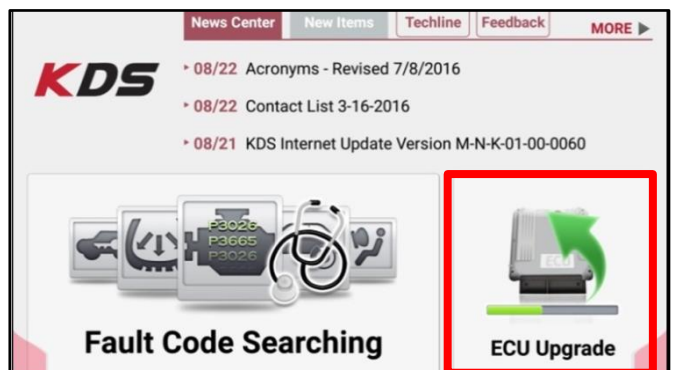 News Center New Items Techline Feedback MORE ▶
KDS
08/22 Acronyms - Revised 7/8/2016
08/22 Contact List 3-16-2016
08/21 KDS Internet Update Version M-N-K-01-00-0060
P3026
P3665
P3026
ECU
Fault Code Searching
ECU Upgrade